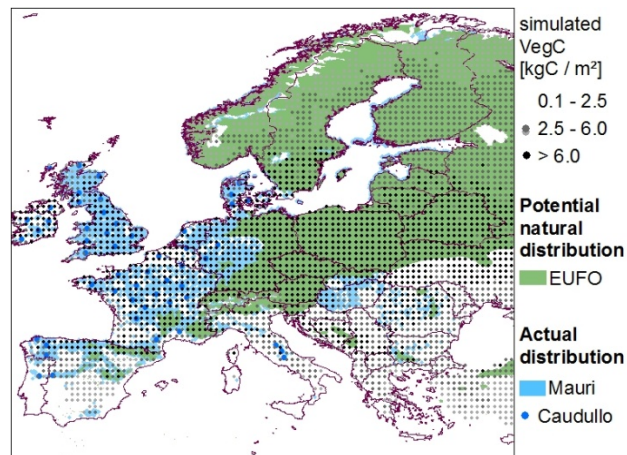 simulated
VegC
[kgC / m²]
0.1 - 2.5
2.5 - 6.0
> 6.0
Potential
natural
distribution
EUFO
Actual
distribution
Mauri
Caudullo